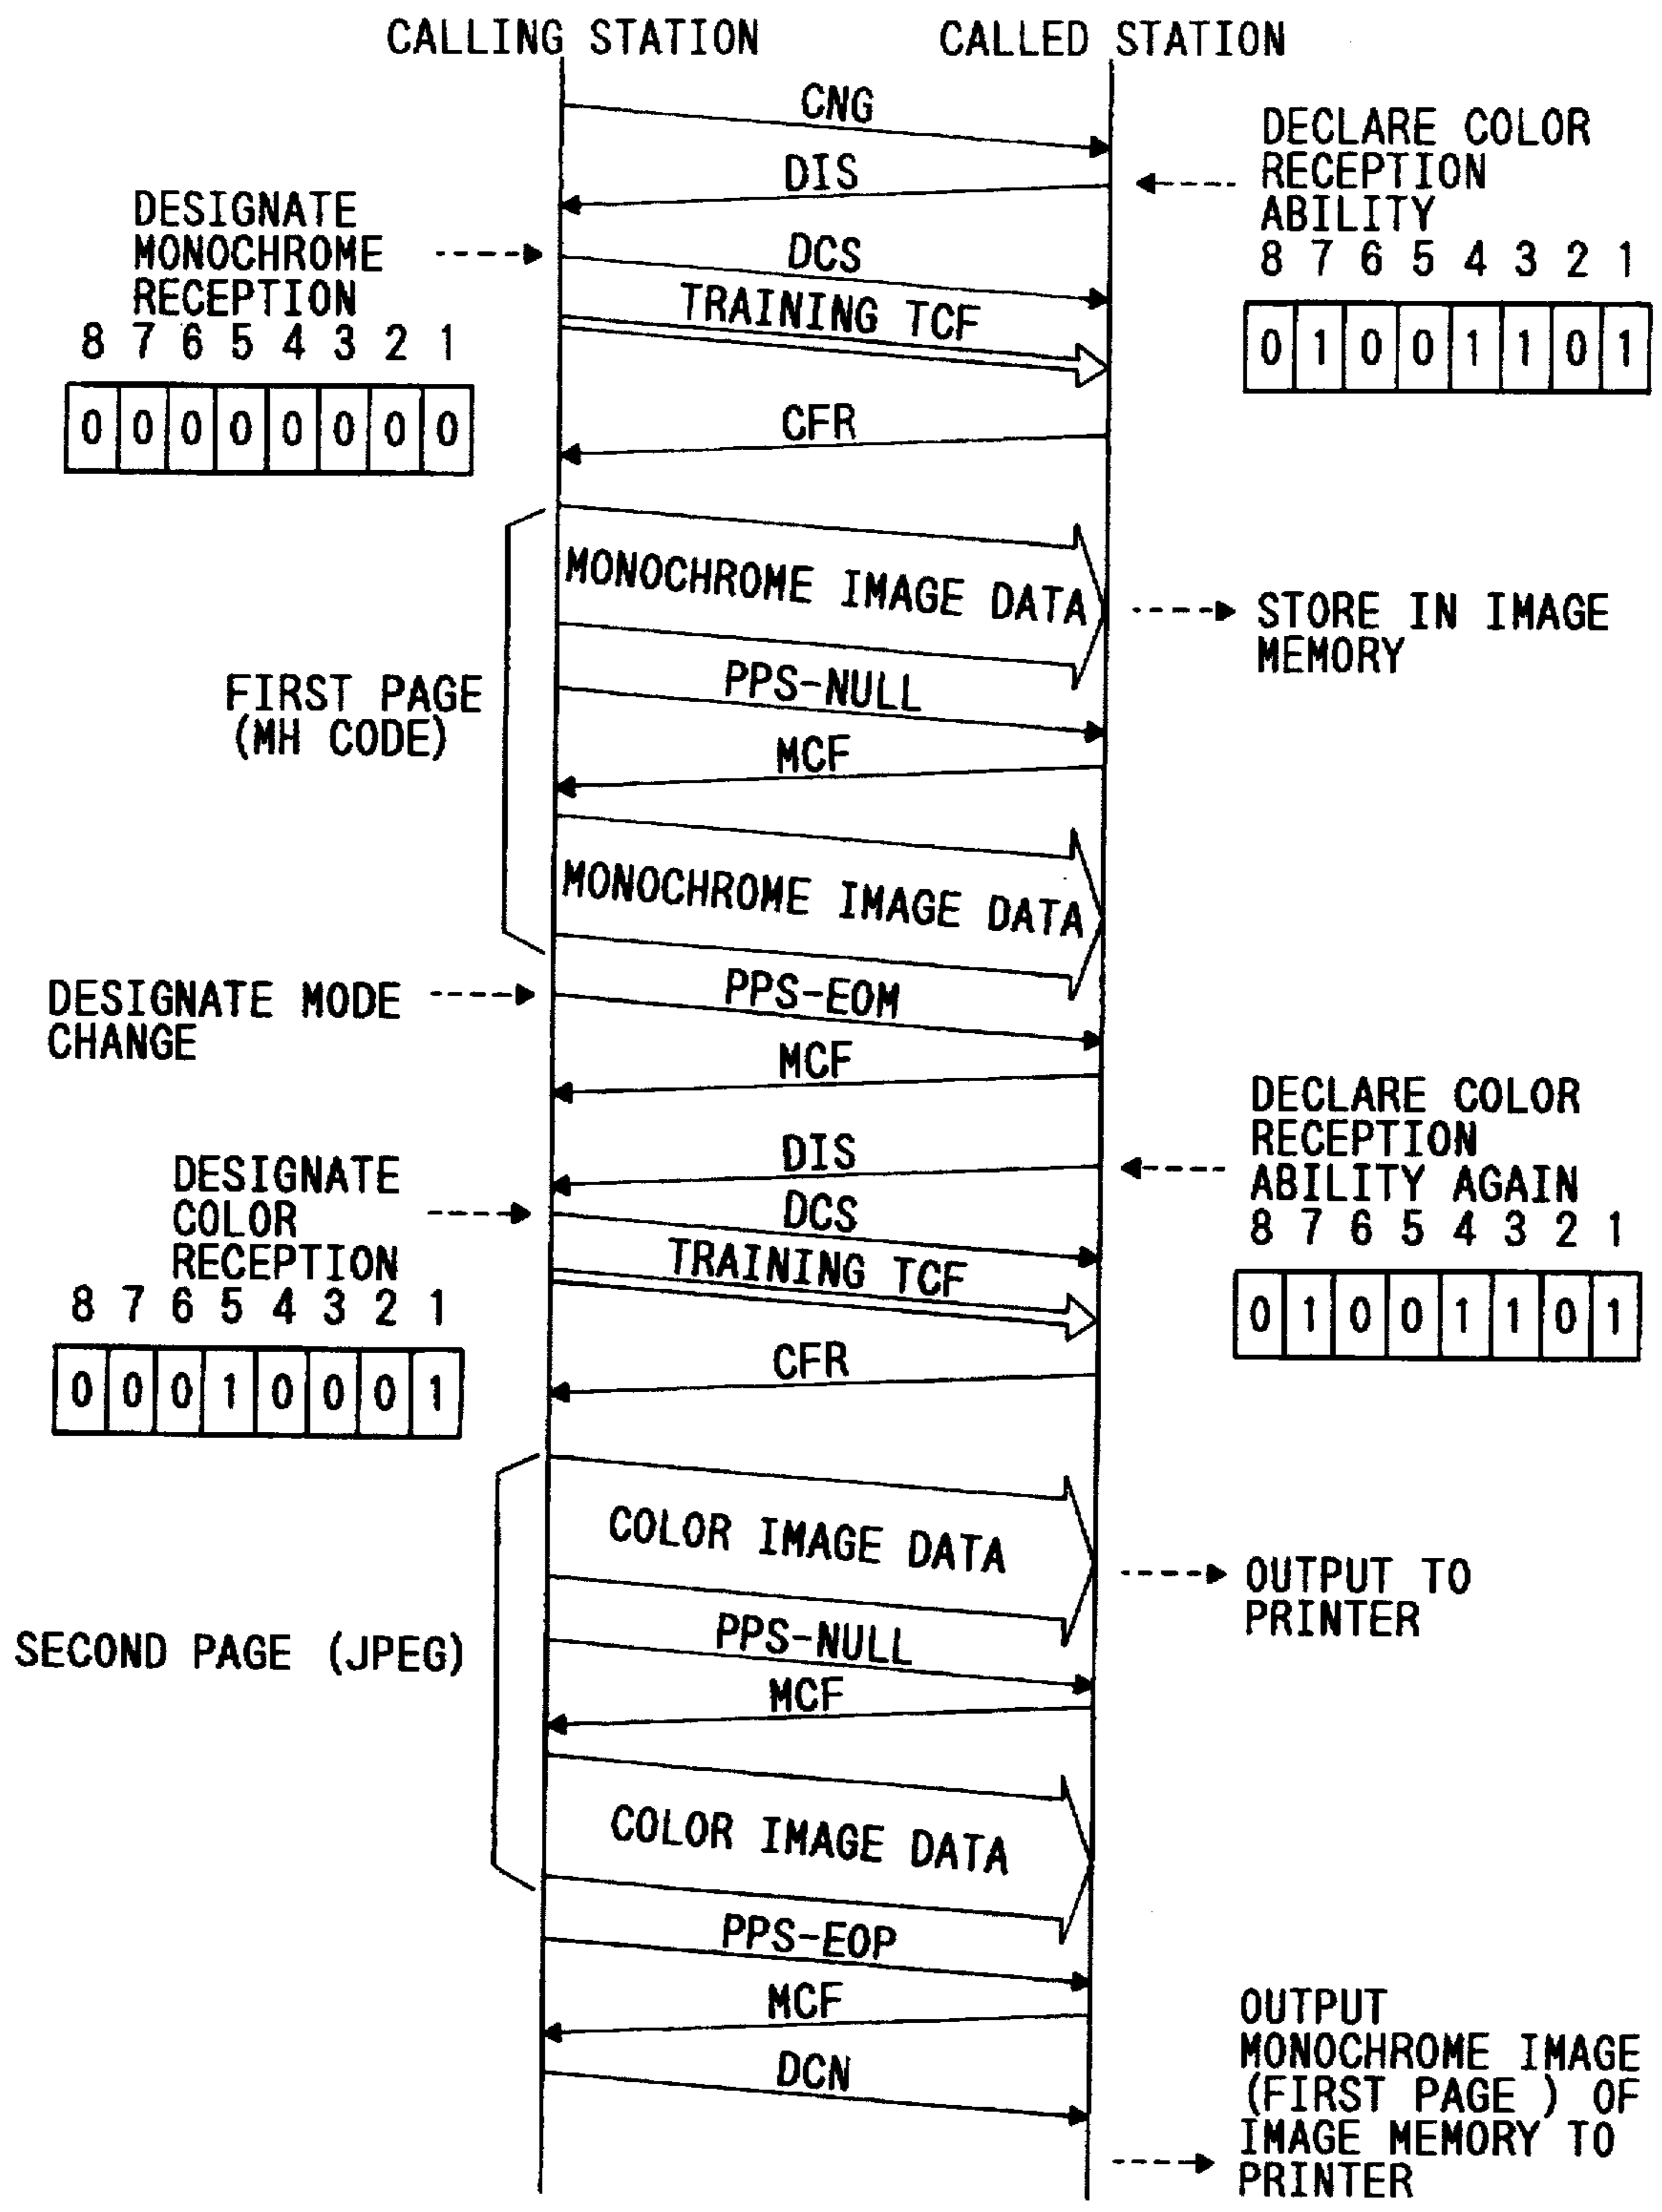 CALLING STATION
CALLED STATION
CNG
DECLARE COLOR
RECEPTION
ABILITY
8 7 6 5 4 3 2 1
0 1 0 0 1 1 0 1
DIS
DESIGNATE
MONOCHROME
RECEPTION
8 7 6 5 4 3 2 1
0 0 0 0 0 0 0 0
DCS
TRAINING TCF
CFR
MONOCHROME IMAGE DATA
STORE IN IMAGE
MEMORY
FIRST PAGE
(MH CODE)
PPS-NULL
MCF
MONOCHROME IMAGE DATA
DESIGNATE MODE
CHANGE
PPS-EOM
MCF
DECLARE COLOR
RECEPTION
ABILITY AGAIN
8 7 6 5 4 3 2 1
0 1 0 0 1 1 0 1
DIS
DESIGNATE
COLOR
RECEPTION
8 7 6 5 4 3 2 1
0 0 0 1 0 0 0 1
DCS
TRAINING TCF
CFR
COLOR IMAGE DATA
OUTPUT TO
PRINTER
SECOND PAGE (JPEG)
PPS-NULL
MCF
COLOR IMAGE DATA
PPS-EOP
MCF
DCN
OUTPUT
MONOCHROME IMAGE
(FIRST PAGE ) OF
IMAGE MEMORY TO
PRINTER